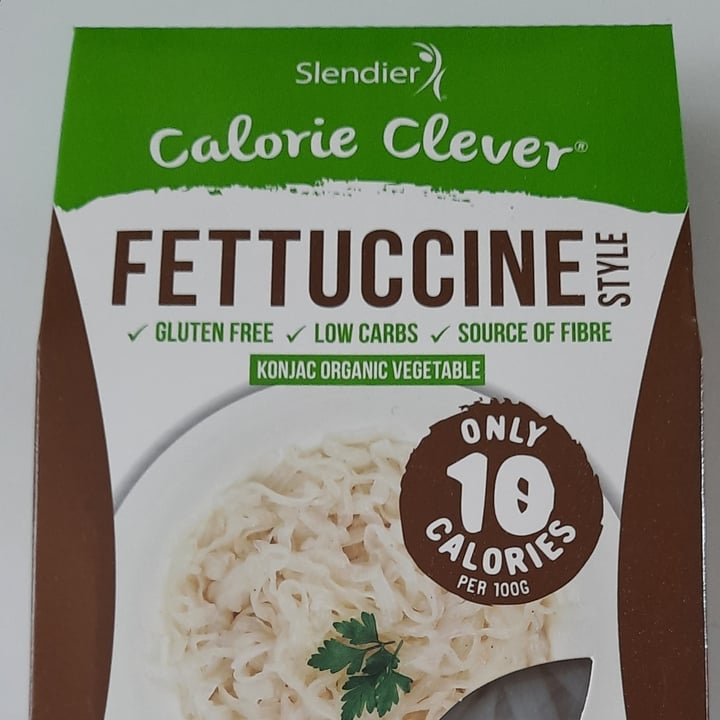 Slendier
Calorie Clever®
FETTUCCINE STYLE
✓ GLUTEN FREE ✓ LOW CARBS ✓ SOURCE OF FIBRE
KONJAC ORGANIC VEGETABLE
ONLY
10
CALORIES
PER 100G